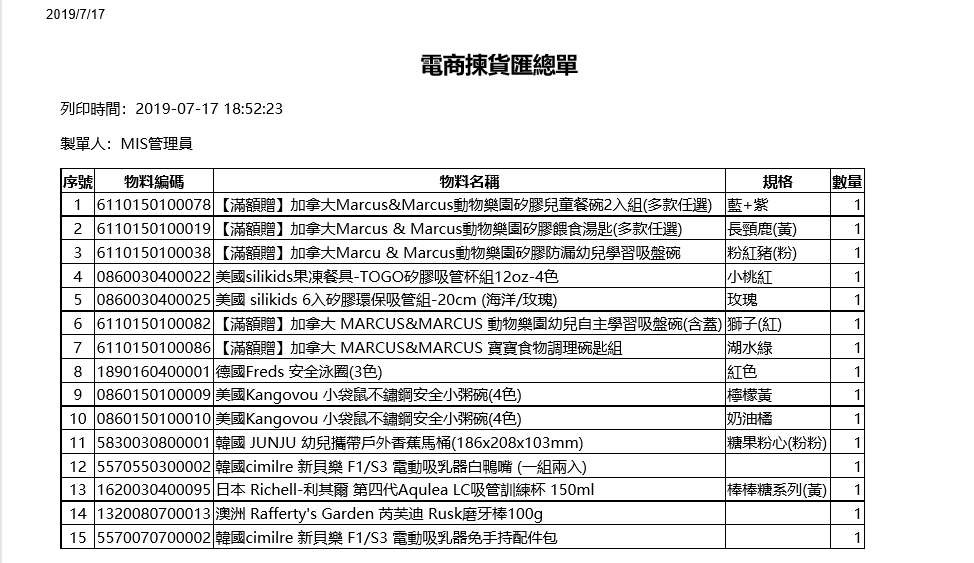 2019/7/17
電商揀貨匯總單
列印時間：2019-07-17 18:52:23
製單人：MIS管理員
序號 物料編碼 物料名稱 規格 數量
1 6110150100078 【滿額贈】加拿大Marcus&Marcus動物樂園矽膠兒童餐碗2入組(多款任選) 藍+紫 1
2 6110150100019 【滿額贈】加拿大Marcus & Marcus動物樂園矽膠餵食湯匙(多款任選) 長頸鹿(黃) 1
3 6110150100038 【滿額贈】加拿大Marcu & Marcus動物樂園矽膠防漏幼兒學習吸盤碗 粉紅豬(粉) 1
4 0860030400022 美國silikids果凍餐具-TOGO矽膠吸管杯組12oz-4色 小桃紅 1
5 0860030400025 美國 silikids 6入矽膠環保吸管組-20cm (海洋/玫瑰) 玫瑰 1
6 6110150100082 【滿額贈】加拿大 MARCUS&MARCUS 動物樂園幼兒自主學習吸盤碗(含蓋) 獅子(紅) 1
7 6110150100086 【滿額贈】加拿大 MARCUS&MARCUS 寶寶食物調理碗匙組 湖水綠 1
8 1890160400001 德國Freds 安全泳圈(3色) 紅色 1
9 0860150100009 美國Kangovou 小袋鼠不鏽鋼安全小粥碗(4色) 檸檬黃 1
10 0860150100010 美國Kangovou 小袋鼠不鏽鋼安全小粥碗(4色) 奶油橘 1
11 5830030800001 韓國 JUNJU 幼兒攜帶戶外香蕉馬桶(186x208x103mm) 糖果粉心(粉粉) 1
12 5570550300002 韓國cimilre 新貝樂 F1/S3 電動吸乳器白鴨嘴 (一組兩入) 1
13 1620030400095 日本 Richell-利其爾 第四代Aqulea LC吸管訓練杯 150ml 棒棒糖系列(黃) 1
14 1320080700013 澳洲 Rafferty's Garden 芮芙迪 Rusk磨牙棒100g 1
15 5570070700002 韓國cimilre 新貝樂 F1/S3 電動吸乳器免手持配件包 1